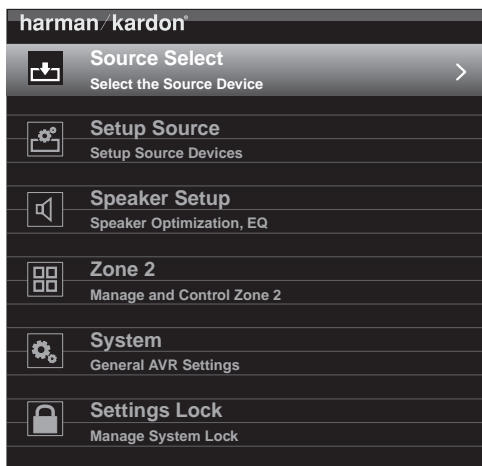 harman/kardon®
Source Select
Select the Source Device
Setup Source
Setup Source Devices
Speaker Setup
Speaker Optimization, EQ
Zone 2
Manage and Control Zone 2
System
General AVR Settings
Settings Lock
Manage System Lock